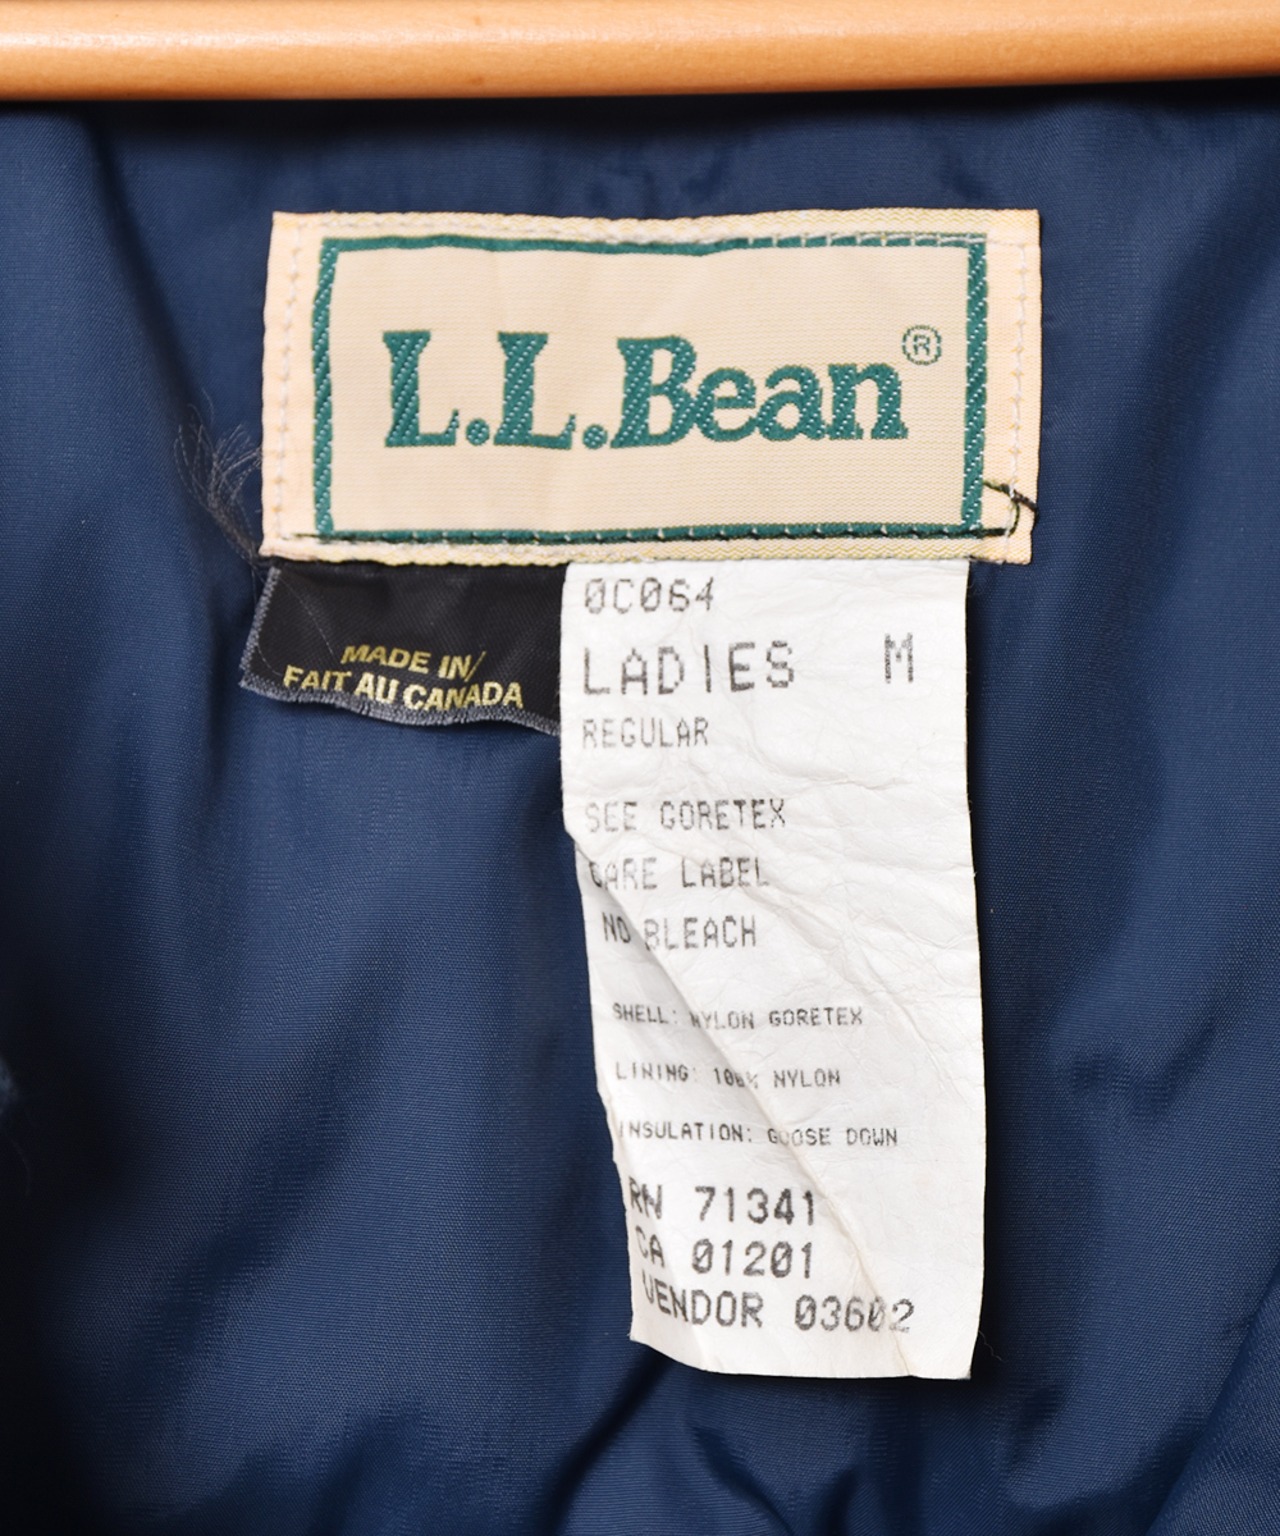 L.L.Bean®
MADE IN/
FAIT AU CANADA
0C064
LADIES M
REGULAR
SEE GORETEX
CARE LABEL
NO BLEACH
SHELL: NYLON GORETEX
LINING: 100% NYLON
INSULATION: GOOSE DOWN
RN 71341
CA 01201
VENDOR 03602